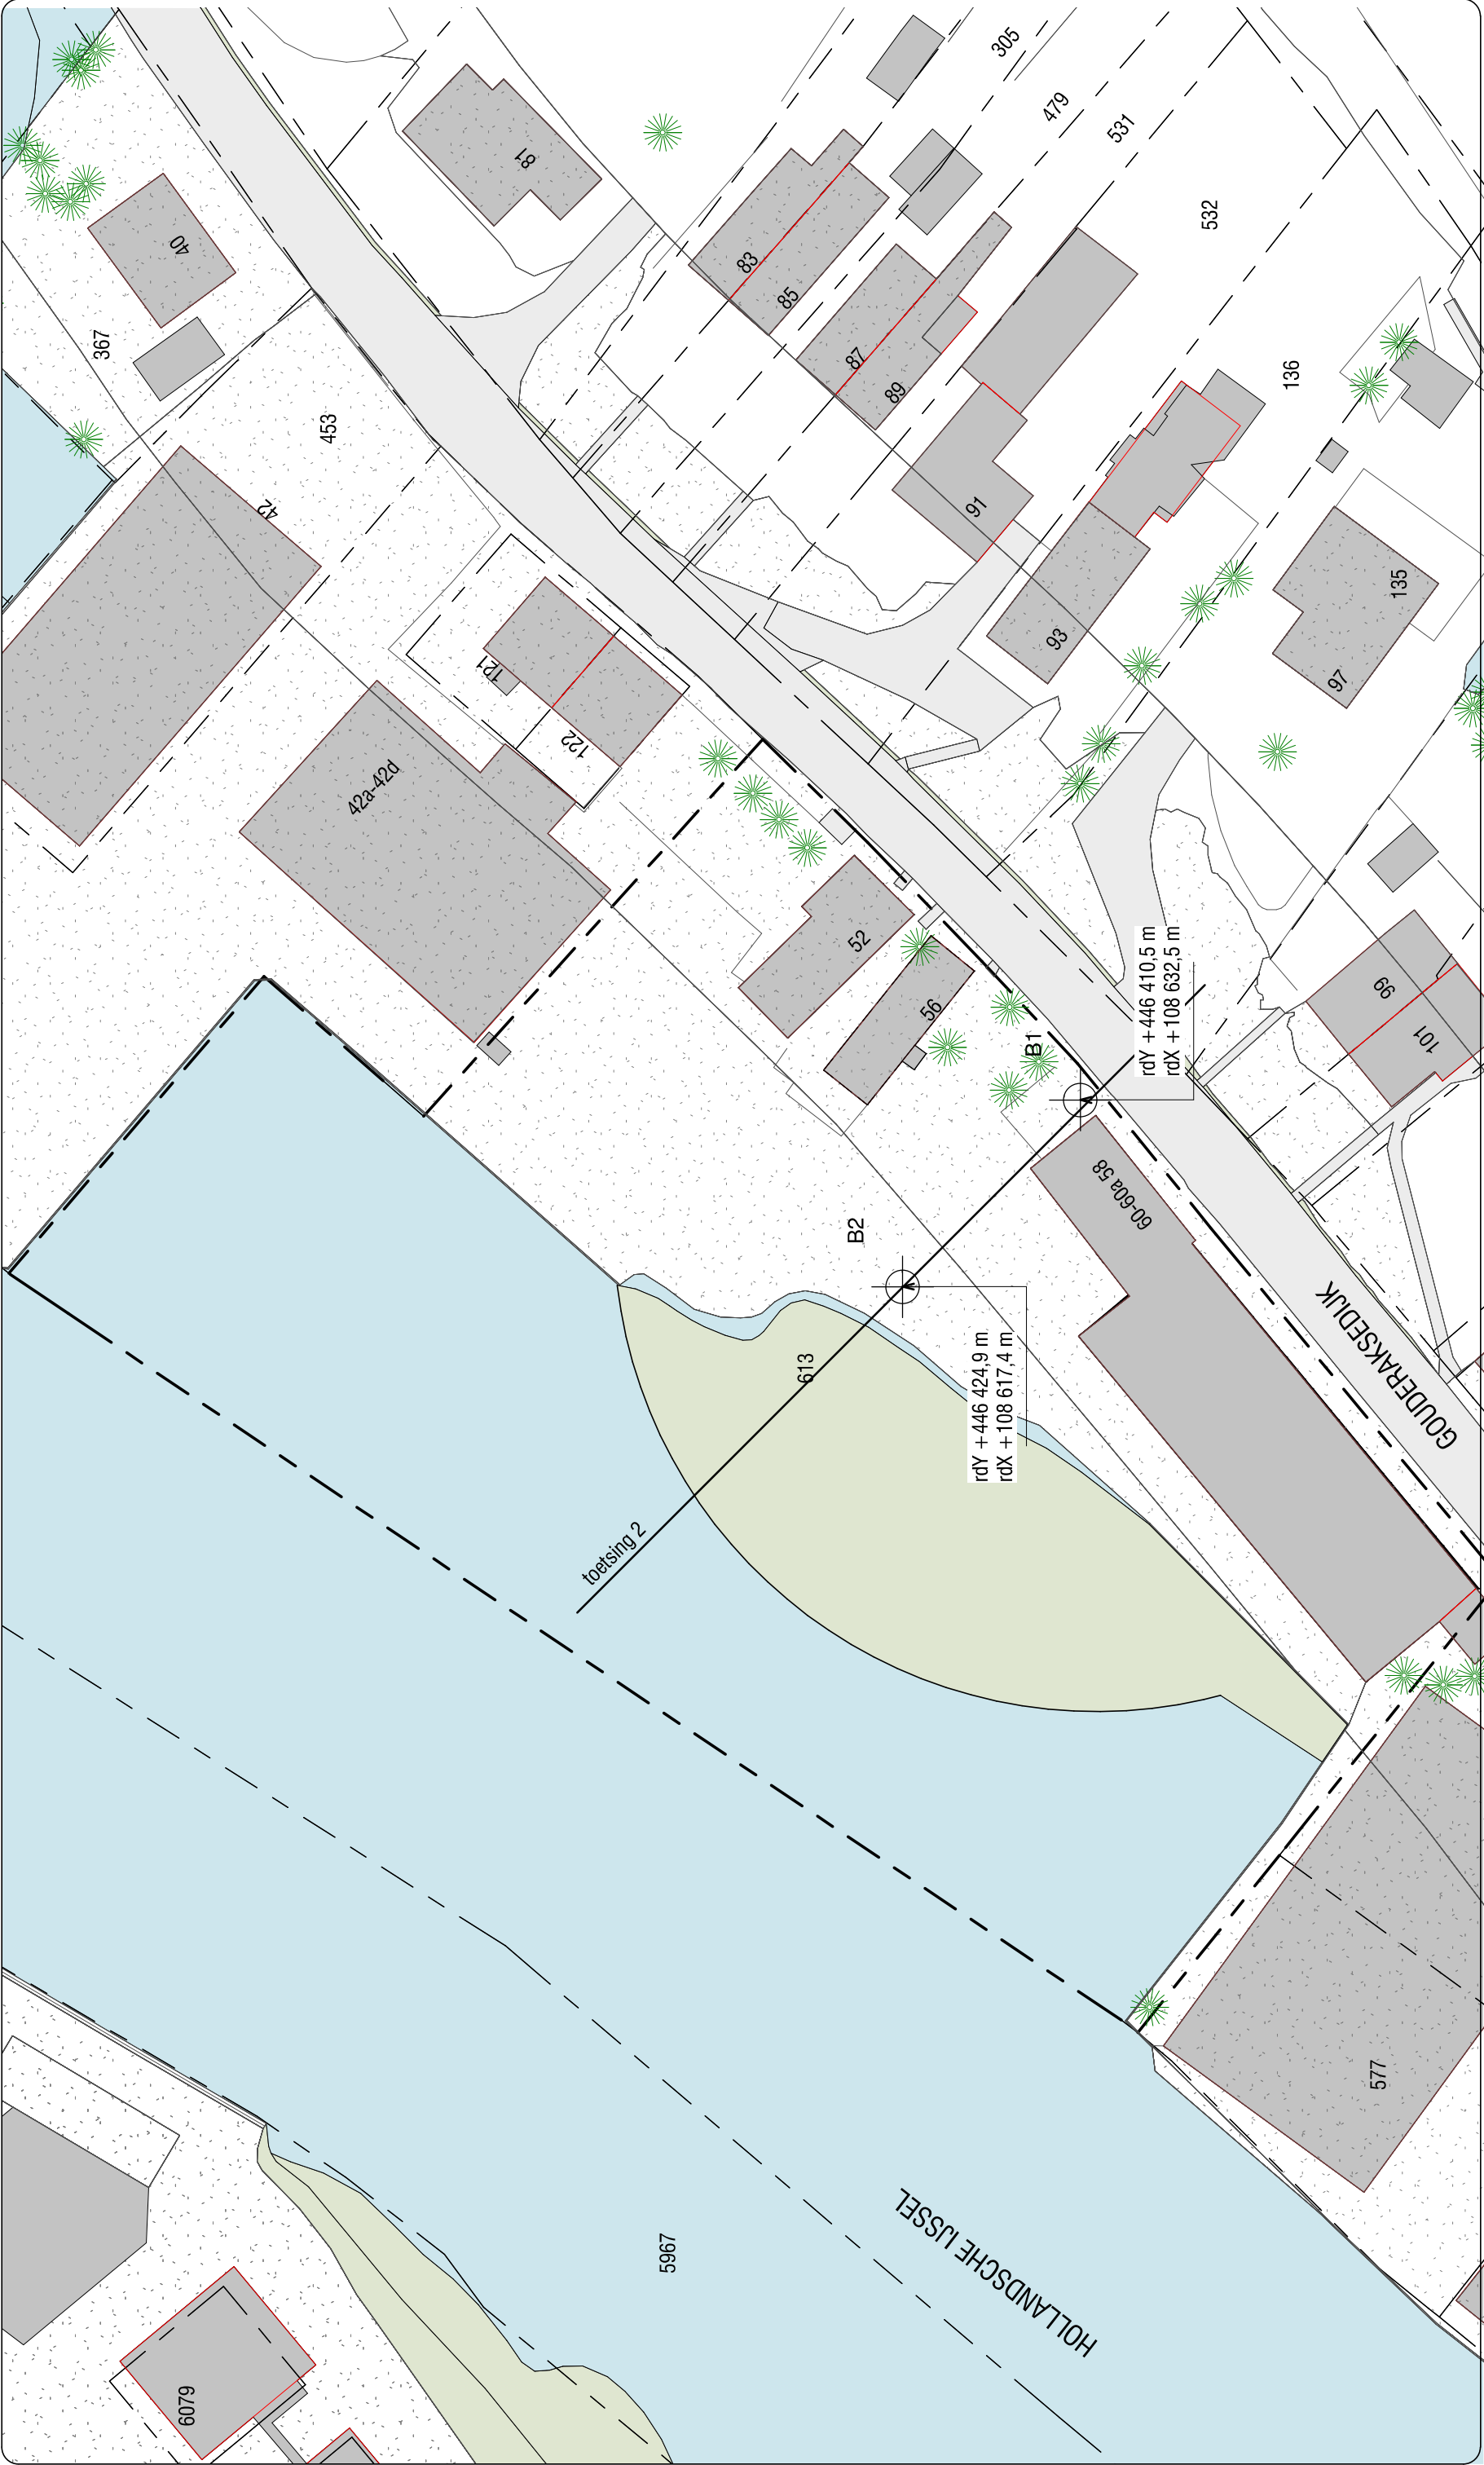 305
479
531
81
532
40
83
85
367
87
136
89
453
42
91
135
93
121
97
122
42a-42d
52
99
56
101
B1
rdY +446 410,5 m
rdX +108 632,5 m
60-60a 58
B2
GOUDERAKSEDIJK
613
rdY +446 424,9 m
rdX +108 617,4 m
toetsing 2
577
HOLLANDSCHE IJSSEL
5967
6079